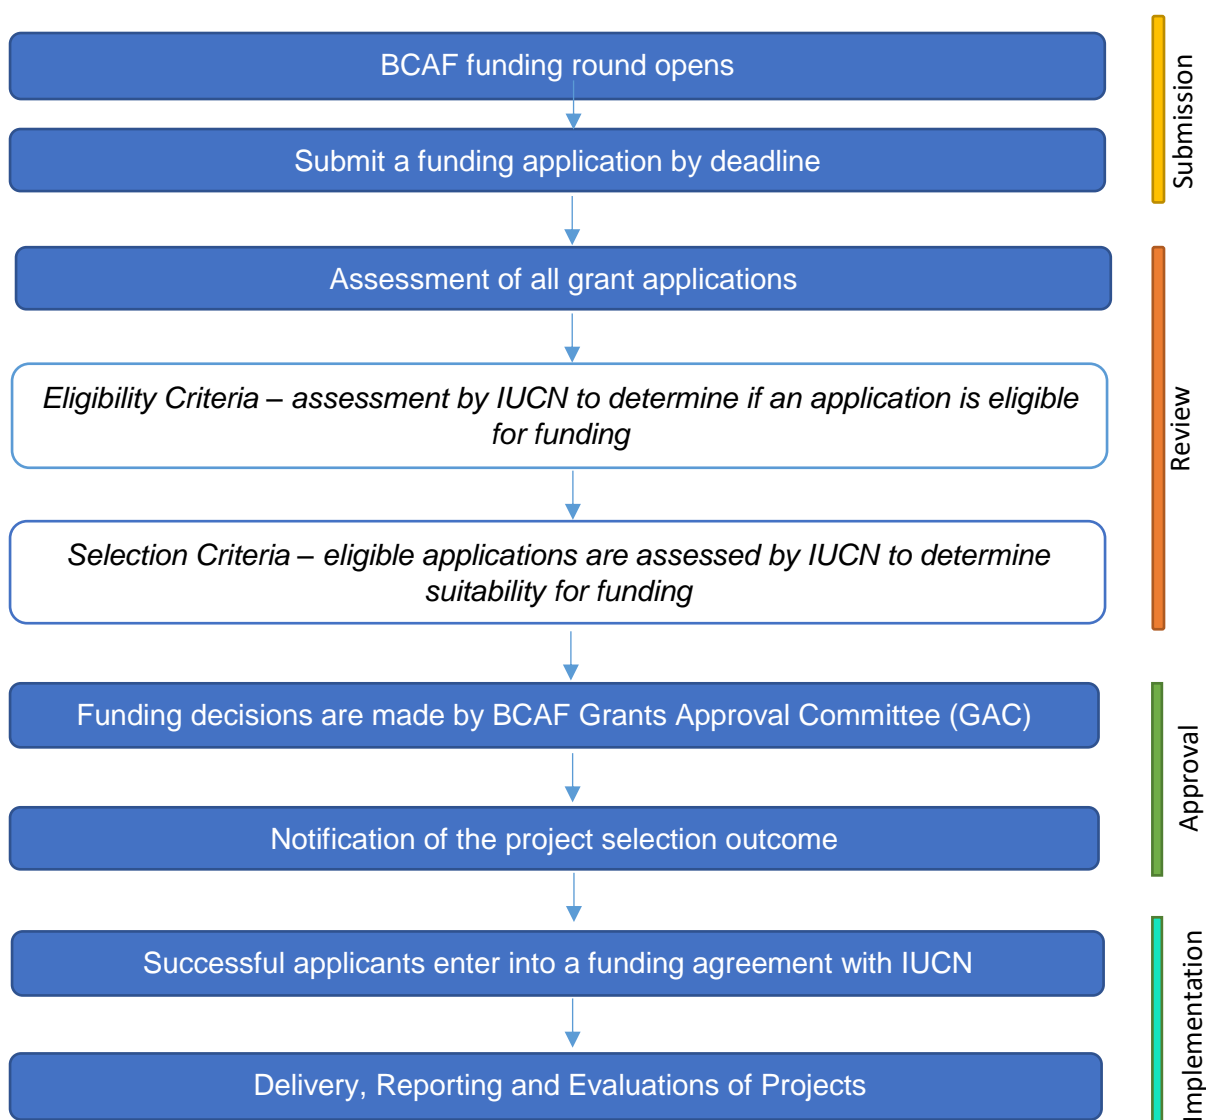 BCAF funding round opens
Submit a funding application by deadline
Submission
Assessment of all grant applications
Eligibility Criteria – assessment by IUCN to determine if an application is eligible
for funding
Selection Criteria – eligible applications are assessed by IUCN to determine
suitability for funding
Review
Funding decisions are made by BCAF Grants Approval Committee (GAC)
Notification of the project selection outcome
Approval
Successful applicants enter into a funding agreement with IUCN
Delivery, Reporting and Evaluations of Projects
Implementation